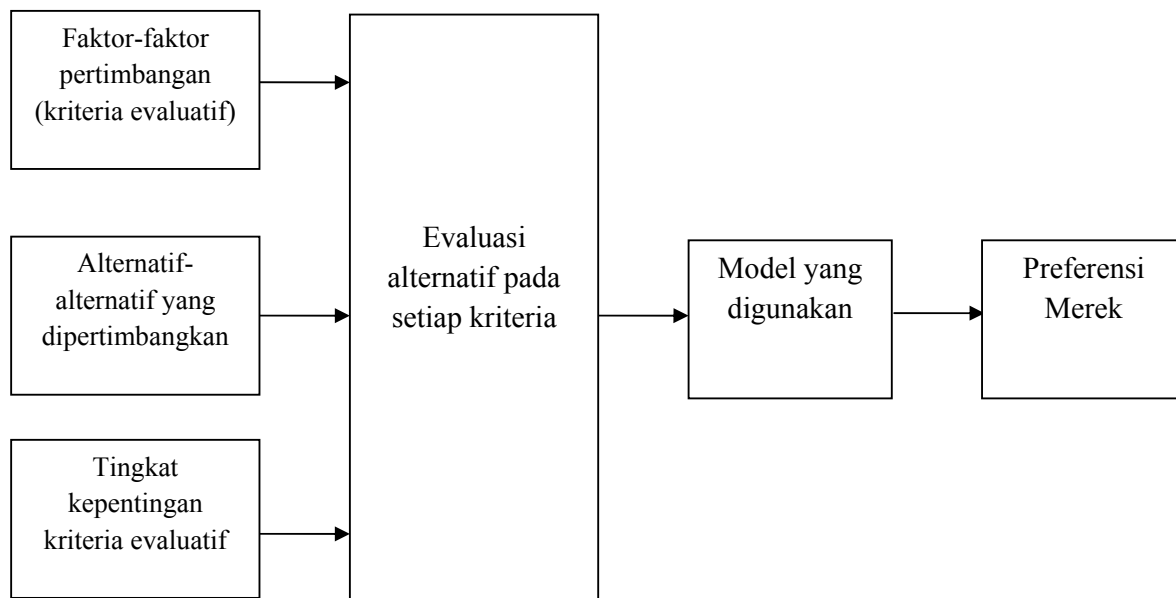 Faktor-faktor
pertimbangan
(kriteria evaluatif)
Alternatif-
alternatif yang
dipertimbangkan
Tingkat
kepentingan
kriteria evaluatif
Evaluasi
alternatif pada
setiap kriteria
Model yang
digunakan
Preferensi
Merek